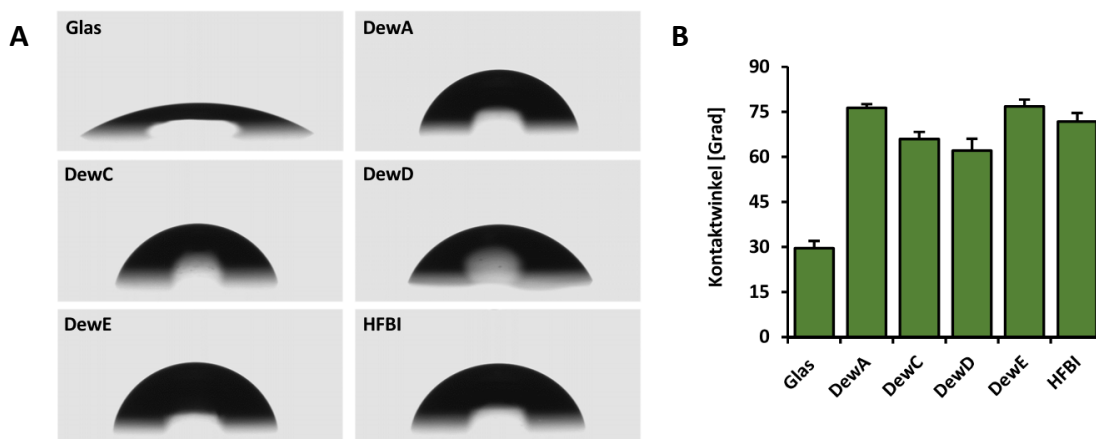 A
Glas
DewA
DewC
DewD
DewE
HFBI
B
Kontaktwinkel [Grad]
90
75
60
45
30
15
0
Glas
DewA
DewC
DewD
DewE
HFBI